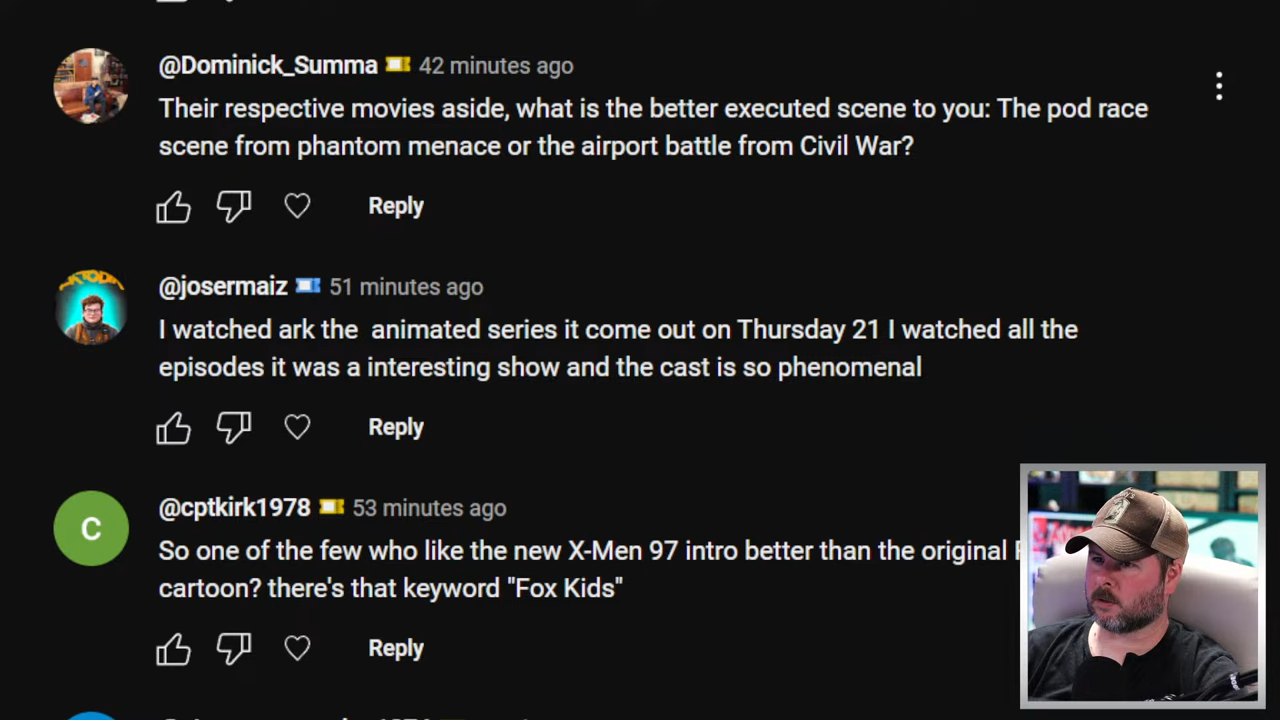 @Dominick_Summa 42 minutes ago
Their respective movies aside, what is the better executed scene to you: The pod race
scene from phantom menace or the airport battle from Civil War?
Reply
@josermaiz 51 minutes ago
I watched ark the  animated series it come out on Thursday 21 I watched all the
episodes it was a interesting show and the cast is so phenomenal
Reply
C
@cptkirk1978 53 minutes ago
So one of the few who like the new X-Men 97 intro better than the original
cartoon? there's that keyword "Fox Kids"
Reply